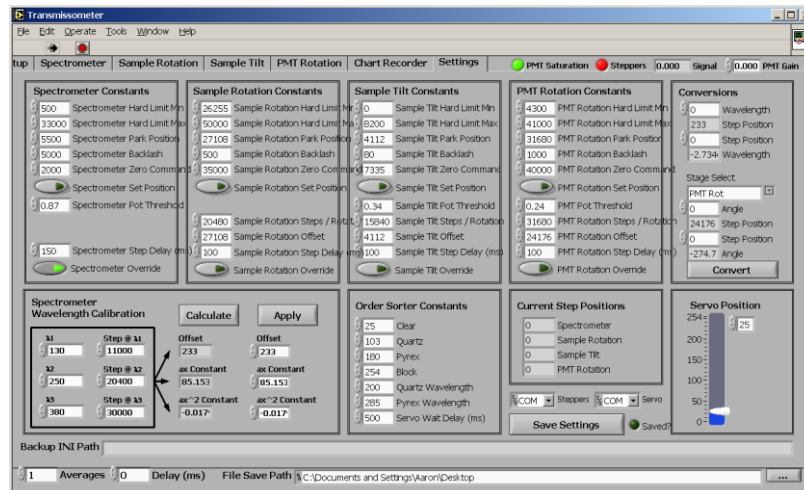 Transmissometer
File Edit Operate Tools Window Help
tup Spectrometer Sample Rotation Sample Tilt PMT Rotation Chart Recorder Settings PMT Saturation Steppers 0.000 Signal 0.000 PMT Gain
Spectrometer Constants
500 Spectrometer Hard Limit Min
33000 Spectrometer Hard Limit Max
5500 Spectrometer Park Position
5000 Spectrometer Backlash
2000 Spectrometer Zero Command
Spectrometer Set Position
0.87 Spectrometer Pot Threshold
150 Spectrometer Step Delay (ms)
Spectrometer Override
Sample Rotation Constants
26255 Sample Rotation Hard Limit Min
50000 Sample Rotation Hard Limit Max
27108 Sample Rotation Park Position
500 Sample Rotation Backlash
35000 Sample Rotation Zero Command
Sample Rotation Set Position
20480 Sample Rotation Steps / Rotat
27108 Sample Rotation Offset
100 Sample Rotation Step Delay (ms)
Sample Rotation Override
Sample Tilt Constants
0 Sample Tilt Hard Limit Min
8200 Sample Tilt Hard Limit Max
4112 Sample Tilt Park Position
80 Sample Tilt Backlash
7335 Sample Tilt Zero Command
Sample Tilt Set Position
0.34 Sample Tilt Pot Threshold
15840 Sample Tilt Steps / Rotation
4112 Sample Tilt Offset
100 Sample Tilt Step Delay (ms)
Sample Tilt Override
PMT Rotation Constants
4300 PMT Rotation Hard Limit Min
41000 PMT Rotation Hard Limit Max
31680 PMT Rotation Park Position
1000 PMT Rotation Backlash
40000 PMT Rotation Zero Command
PMT Rotation Set Position
0.24 PMT Pot Threshold
31680 PMT Rotation Steps / Rotation
24176 PMT Rotation Offset
100 PMT Rotation Step Delay (ms)
PMT Rotation Override
Conversions
0 Wavelength
233 Step Position
0 Step Position
-2.734 Wavelength
Stage Select
PMT Rot
0 Angle
24176 Step Position
0 Step Position
-274.7 Angle
Convert
Spectrometer
Wavelength Calibration
Calculate Apply
λ1 Step @ λ1 Offset Offset
130 11000 233 233
λ2 Step @ λ2 ax Constant ax Constant
250 20400 85.153 85.153
λ3 Step @ λ3 ax^2 Constant ax^2 Constant
380 30000 -0.017 -0.017
Order Sorter Constants
25 Clear
103 Quartz
180 Pyrex
254 Block
200 Quartz Wavelength
285 Pyrex Wavelength
500 Servo Wait Delay (ms)
Current Step Positions
0 Spectrometer
0 Sample Rotation
0 Sample Tilt
0 PMT Rotation
COM Steppers COM Servo
Save Settings Saved?
Servo Position
254
25
200
150
100
50
0
Backup INI Path
1 Averages 0 Delay (ms) File Save Path C:\Documents and Settings\Aaron\Desktop ...